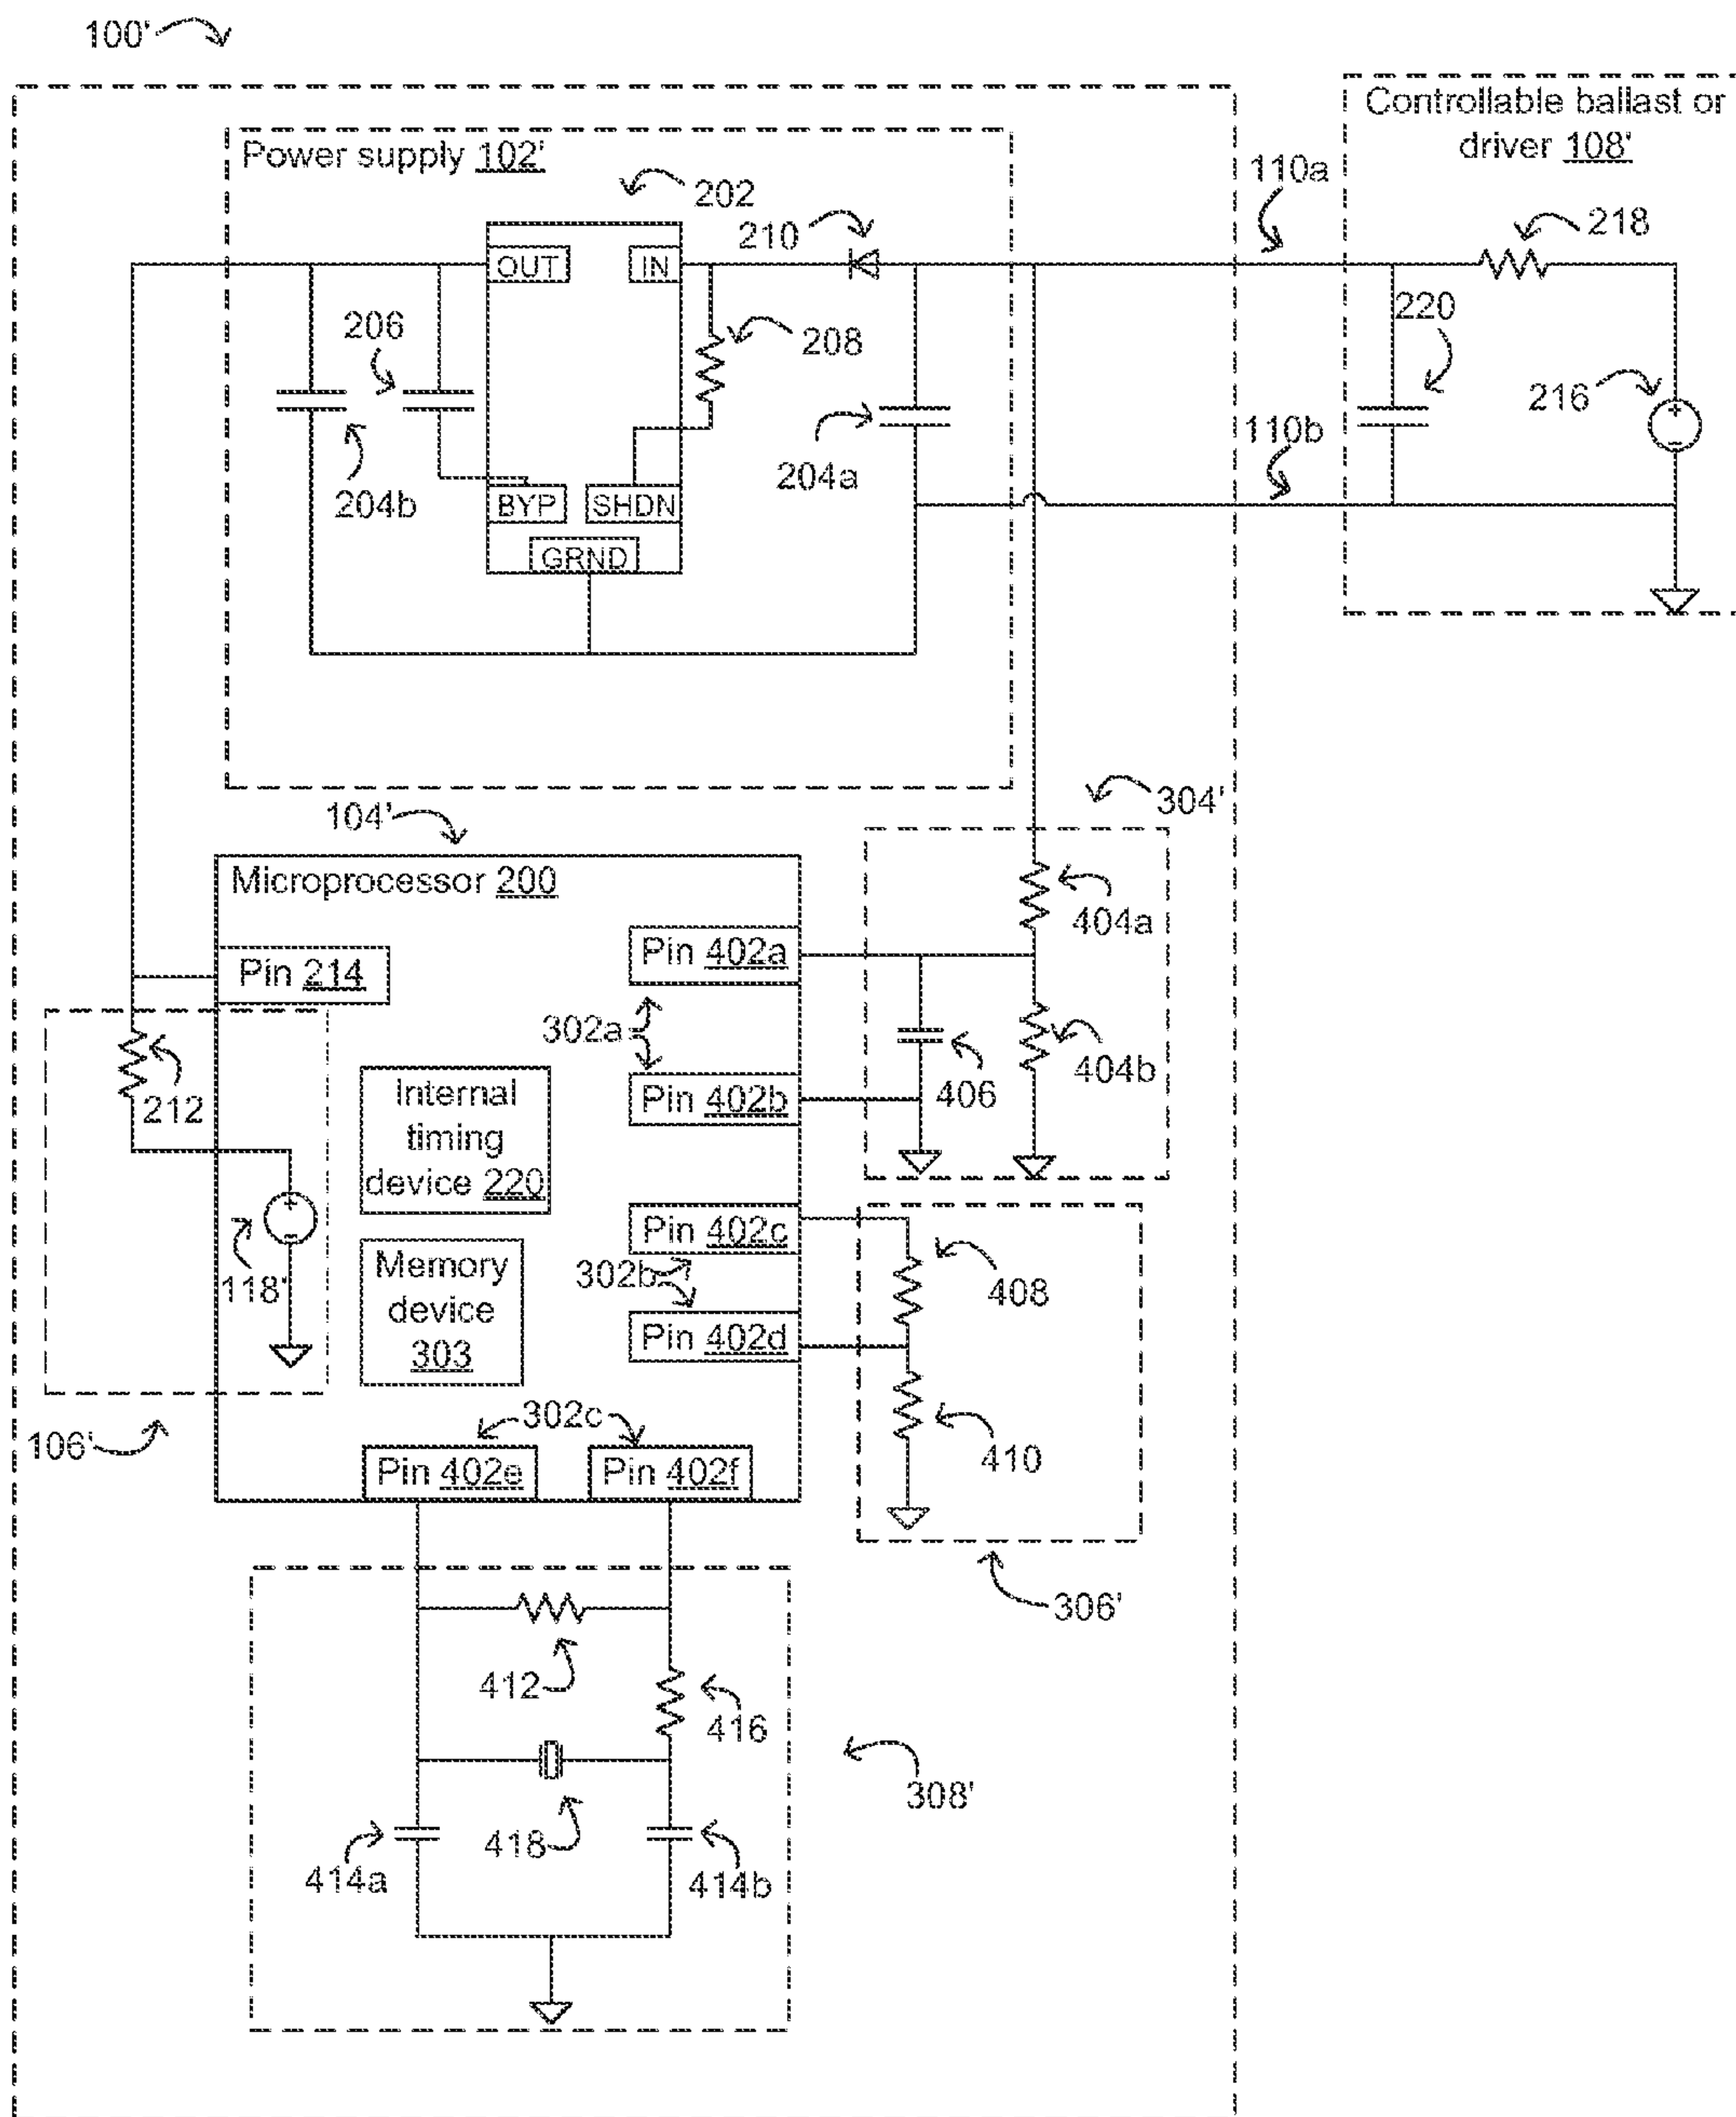 100'
Controllable ballast or
driver 108'
Power supply 102'
202
110a
210
218
OUT
IN
206
208
220
216
204a
110b
204b
BYP
SHDN
GRND
304'
104'
Microprocessor 200
404a
Pin 402a
Pin 214
302a
404b
212
Internal
timing
device 220
Pin 402b
406
Pin 402c
118'
Memory
device
303
302b
408
Pin 402d
302c
106'
Pin 402e
Pin 402f
410
306'
412
416
308'
418
414a
414b